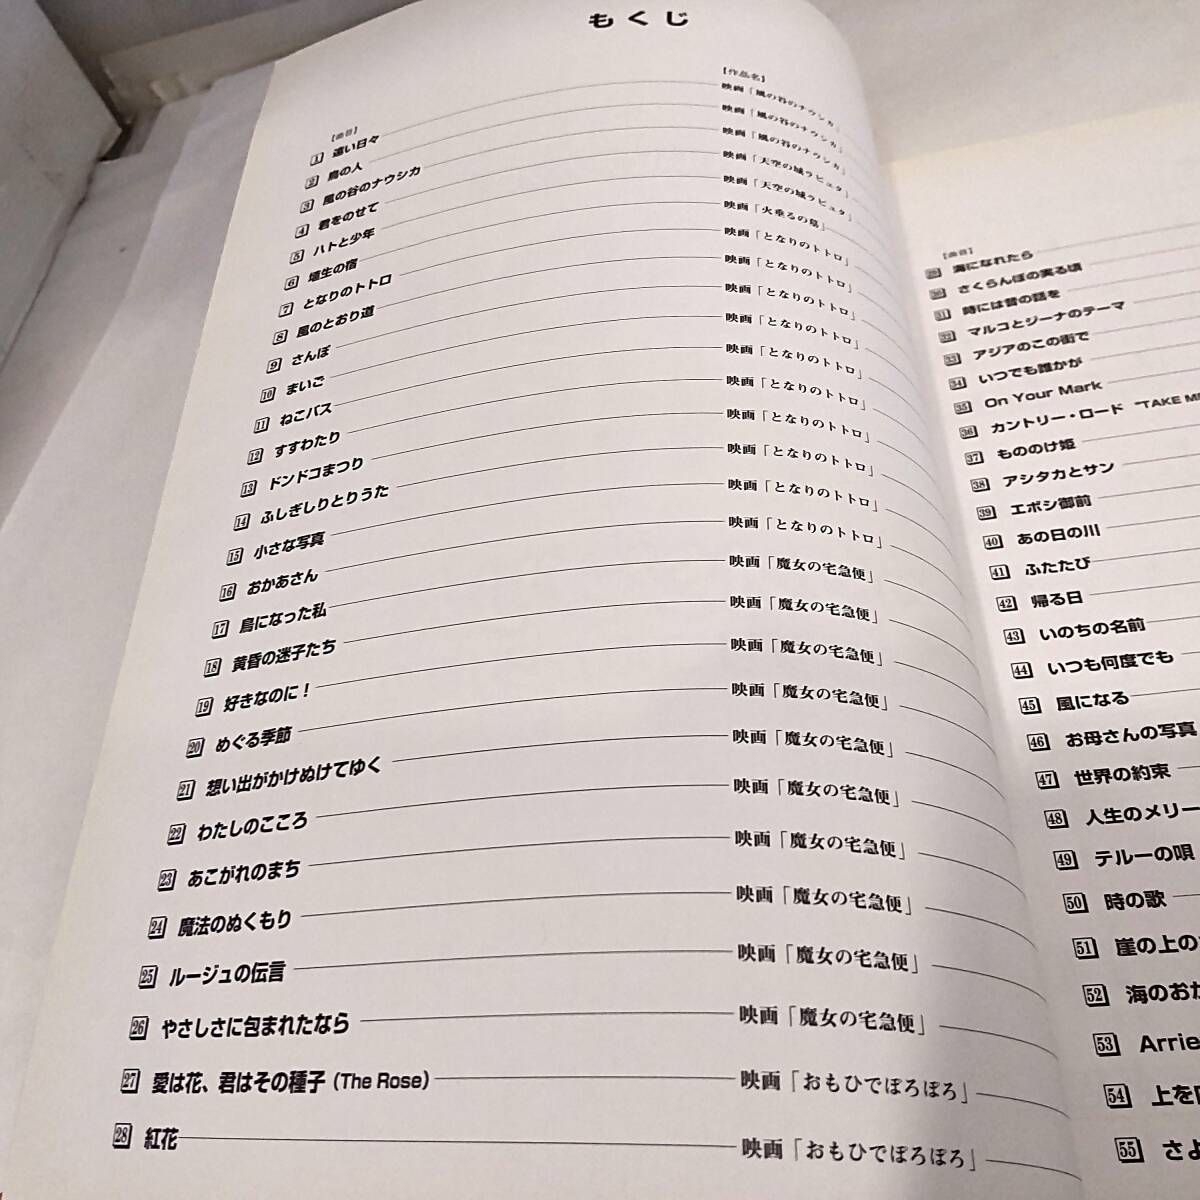 もくじ
【曲目】
【作品名】
1 遠い日々 映画「風の谷のナウシカ」
2 鳥の人 映画「風の谷のナウシカ」
3 風の谷のナウシカ 映画「風の谷のナウシカ」
4 君をのせて 映画「天空の城ラピュタ」
5 ハトと少年 映画「天空の城ラピュタ」
6 埴生の宿 映画「火垂るの墓」
7 となりのトトロ 映画「となりのトトロ」
8 風のとおり道 映画「となりのトトロ」
9 さんぽ 映画「となりのトトロ」
10 まいご 映画「となりのトトロ」
11 ねこバス 映画「となりのトトロ」
12 すすわたり 映画「となりのトトロ」
13 ドンドコまつり 映画「となりのトトロ」
14 ふしぎしりとりうた 映画「となりのトトロ」
15 小さな写真 映画「となりのトトロ」
16 おかあさん 映画「となりのトトロ」
17 鳥になった私 映画「魔女の宅急便」
18 黄昏の迷子たち 映画「魔女の宅急便」
19 好きなのに! 映画「魔女の宅急便」
20 めぐる季節 映画「魔女の宅急便」
21 想い出がかけぬけてゆく 映画「魔女の宅急便」
22 わたしのこころ 映画「魔女の宅急便」
23 あこがれのまち 映画「魔女の宅急便」
24 魔法のぬくもり 映画「魔女の宅急便」
25 ルージュの伝言 映画「魔女の宅急便」
26 やさしさに包まれたなら 映画「魔女の宅急便」
27 愛は花、君はその種子（The Rose） 映画「おもひでぽろぽろ」
28 紅花 映画「おもひでぽろぽろ」
【曲目】
29 海になれたら
30 さくらんぼの実る頃
31 時には昔の話を
32 マルコとジーナのテーマ
33 アジアのこの街で
34 いつでも誰かが
35 On Your Mark
36 カントリー・ロード "TAKE M
37 もののけ姫
38 アシタカとサン
39 エボシ御前
40 あの日の川
41 ふたたび
42 帰る日
43 いのちの名前
44 いつも何度でも
45 風になる
46 お母さんの写真
47 世界の約束
48 人生のメリー
49 テルーの唄
50 時の歌
51 崖の上の
52 海のおか
53 Arrie
54 上を
55 さよ